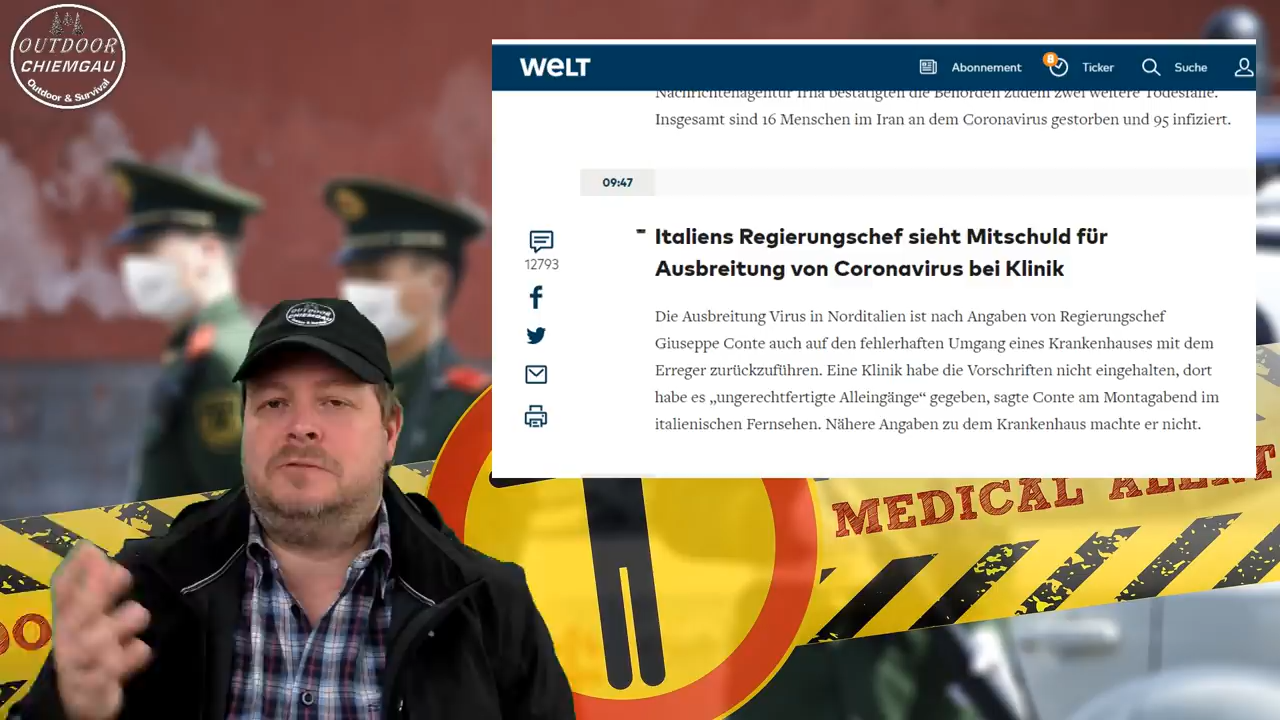 OUTDOOR
CHIEMGAU
Outdoor & Survival
WELT
Abonnement
8
Ticker
Suche
Nachrichtenagentur Irna bestätigten die Behörden zudem zwei weitere Todesfälle.
Insgesamt sind 16 Menschen im Iran an dem Coronavirus gestorben und 95 infiziert.
09:47
12793
Italiens Regierungschef sieht Mitschuld für
Ausbreitung von Coronavirus bei Klinik
Die Ausbreitung Virus in Norditalien ist nach Angaben von Regierungschef
Giuseppe Conte auch auf den fehlerhaften Umgang eines Krankenhauses mit dem
Erreger zurückzuführen. Eine Klinik habe die Vorschriften nicht eingehalten, dort
habe es „ungerechtfertigte Alleingänge“ gegeben, sagte Conte am Montagabend im
italienischen Fernsehen. Nähere Angaben zu dem Krankenhaus machte er nicht.
OUTDOOR
CHIEMGAU
MEDICAL ALERT